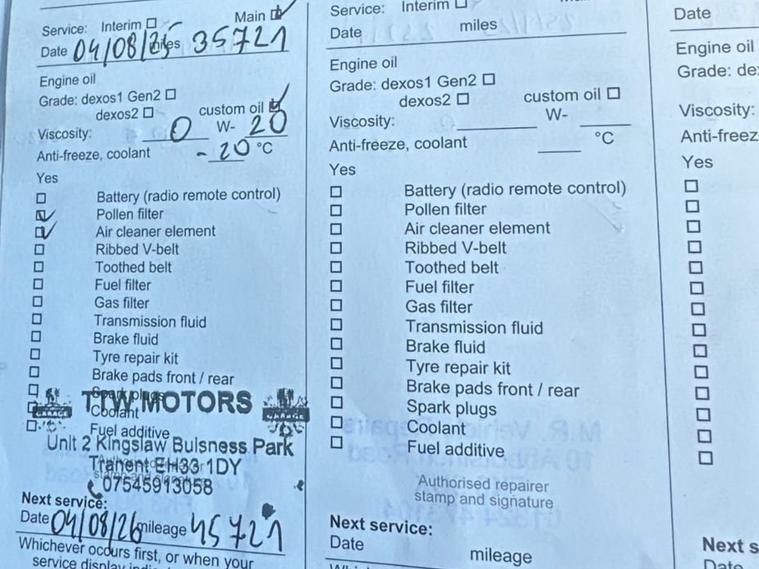 Service: Interim ☐ Main ☑
Date 04/08/25 miles 35721
Engine oil
Grade: dexos1 Gen2 ☐
dexos2 ☐ custom oil ☑
Viscosity: 0 W- 20
Anti-freeze, coolant - 20 °C
Yes
☐ Battery (radio remote control)
☑ Pollen filter
☑ Air cleaner element
☐ Ribbed V-belt
☐ Toothed belt
☐ Fuel filter
☐ Gas filter
☐ Transmission fluid
☐ Brake fluid
☐ Tyre repair kit
☐ Brake pads front / rear
☐ Spark plugs
TTW MOTORS
☐ Coolant
☐ Fuel additive
Unit 2 Kingslaw Buisness Park
Tranent EH33 1DY
07545913058
Next service:
Date 04/08/26 mileage 45721
Whichever occurs first, or when your
service display
Service: Interim ☐
Date miles
Engine oil
Grade: dexos1 Gen2 ☐
dexos2 ☐ custom oil ☐
Viscosity: W-
Anti-freeze, coolant °C
Yes
☐ Battery (radio remote control)
☐ Pollen filter
☐ Air cleaner element
☐ Ribbed V-belt
☐ Toothed belt
☐ Fuel filter
☐ Gas filter
☐ Transmission fluid
☐ Brake fluid
☐ Tyre repair kit
☐ Brake pads front / rear
☐ Spark plugs
☐ Coolant
☐ Fuel additive
Authorised repairer
stamp and signature
Next service:
Date mileage
Date
Engine oil
Grade: de
Viscosity:
Anti-freez
Yes
Next s
Date